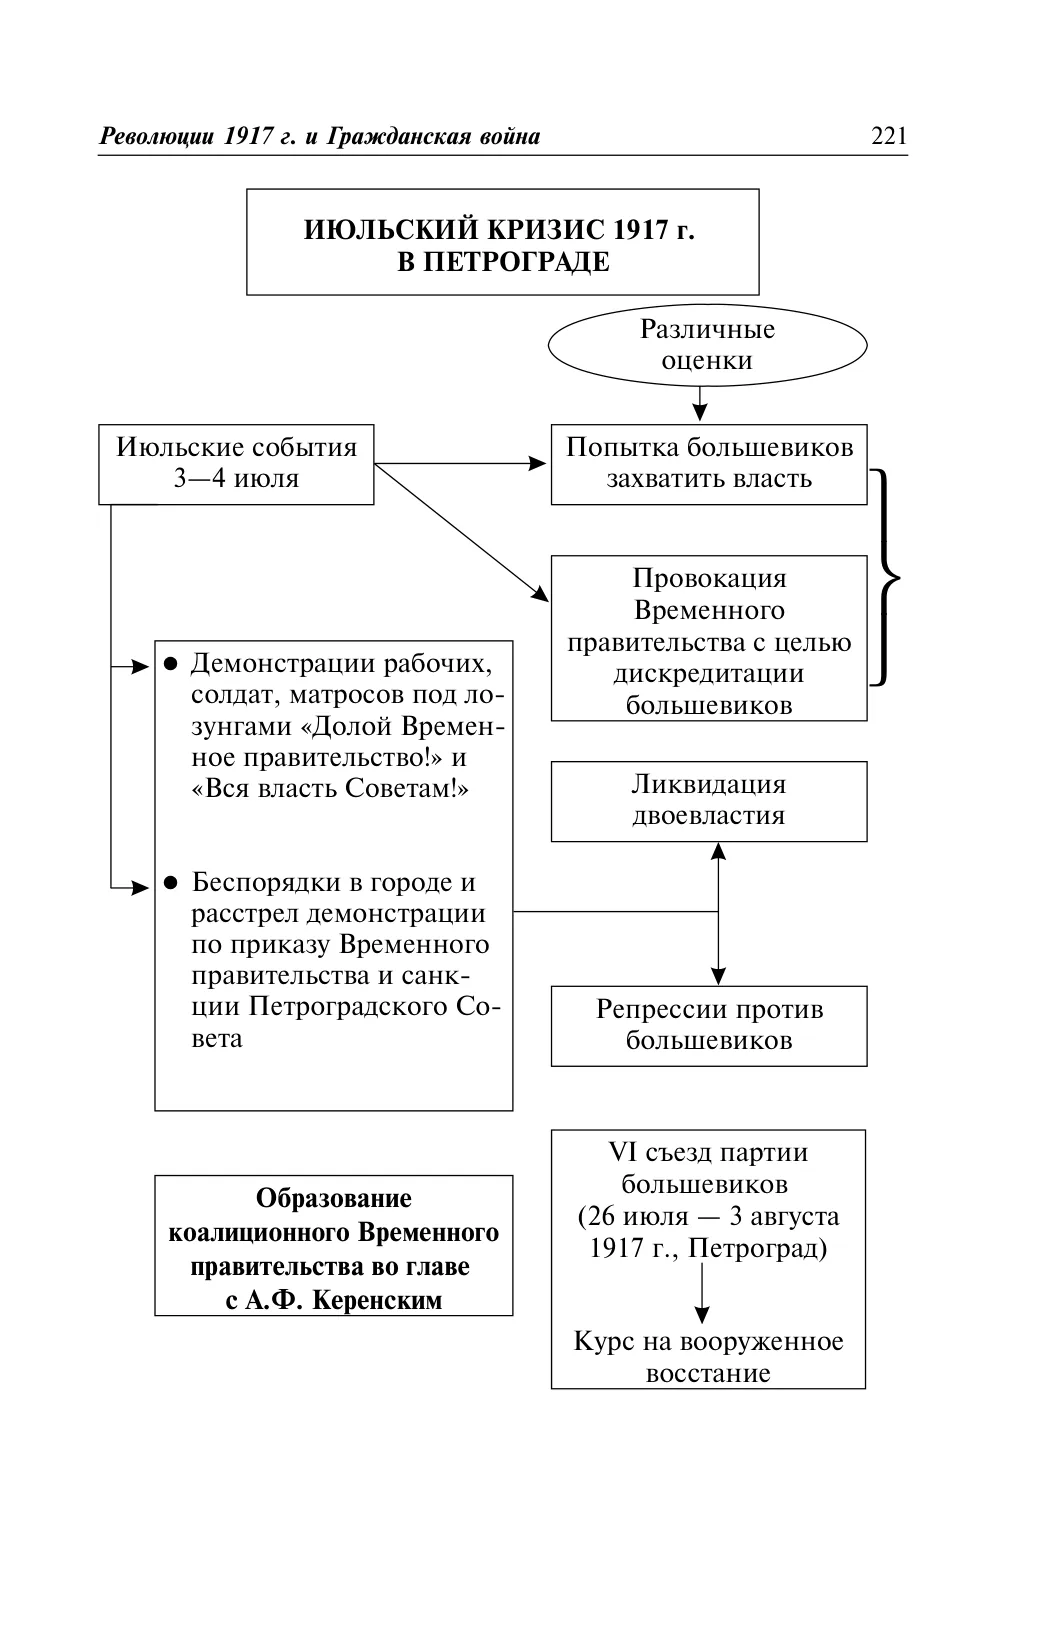 Революции 1917 г. и Гражданская война 221
ИЮЛЬСКИЙ КРИЗИС 1917 г.
В ПЕТРОГРАДЕ
Различные
оценки
Июльские события
3—4 июля
Попытка большевиков
захватить власть
Провокация
Временного
правительства с целью
дискредитации
большевиков
● Демонстрации рабочих,
солдат, матросов под ло-
зунгами «Долой Времен-
ное правительство!» и
«Вся власть Советам!»
Ликвидация
двоевластия
● Беспорядки в городе и
расстрел демонстрации
по приказу Временного
правительства и санк-
ции Петроградского Со-
вета
Репрессии против
большевиков
Образование
коалиционного Временного
правительства во главе
с А.Ф. Керенским
VI съезд партии
большевиков
(26 июля — 3 августа
1917 г., Петроград)
Курс на вооруженное
восстание